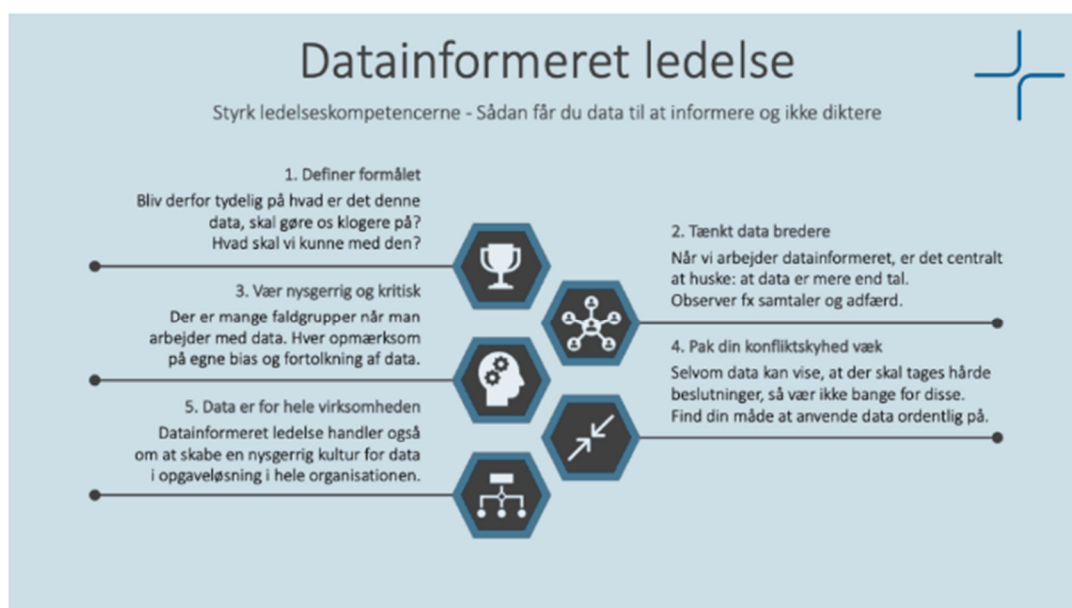 Datainformeret ledelse
Styrk ledelseskompetencerne - Sådan får du data til at informere og ikke diktere
1. Definer formålet
Bliv derfor tydelig på hvad er det denne
data, skal gøre os klogere på?
Hvad skal vi kunne med den?
2. Tænkt data bredere
Når vi arbejder datainformeret, er det centralt
at huske: at data er mere end tal.
Observer fx samtaler og adfærd.
3. Vær nysgerrig og kritisk
Der er mange faldgrupper når man
arbejder med data. Hver opmærksom
på egne bias og fortolkning af data.
4. Pak din konfliktskyhed væk
Selvom data kan vise, at der skal tages hårde
beslutninger, så vær ikke bange for disse.
Find din måde at anvende data ordentlig på.
5. Data er for hele virksomheden
Datainformeret ledelse handler også
om at skabe en nysgerrig kultur for data
i opgaveløsning i hele organisationen.